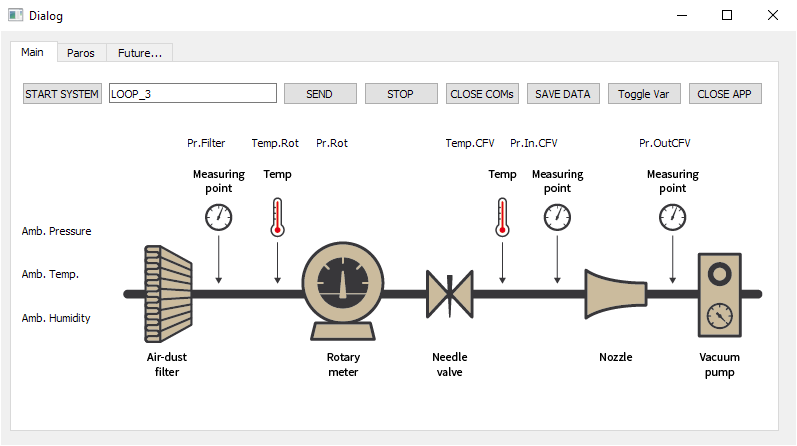 Dialog
Main Paros Future...
START SYSTEM LOOP_3 SEND STOP CLOSE COMs SAVE DATA Toggle Var CLOSE APP
Pr.Filter Temp.Rot Pr.Rot Temp.CFV Pr.In.CFV Pr.OutCFV
Measuring point
Temp
Temp
Measuring point
Measuring point
Amb. Pressure
Amb. Temp.
Amb. Humidity
Air-dust
filter
Rotary
meter
Needle
valve
Nozzle
Vacuum
pump